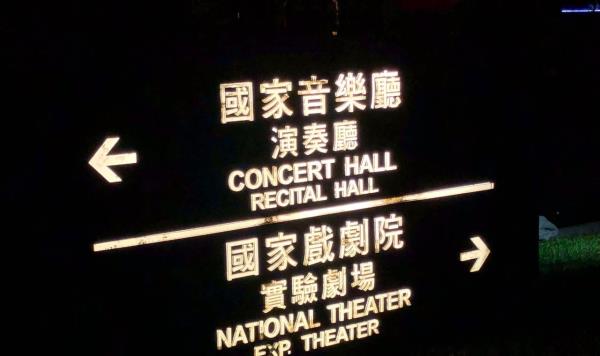 國家音樂廳
演奏廳
CONCERT HALL
RECITAL HALL
國家戲劇院
實驗劇場
NATIONAL THEATER
EXP. THEATER